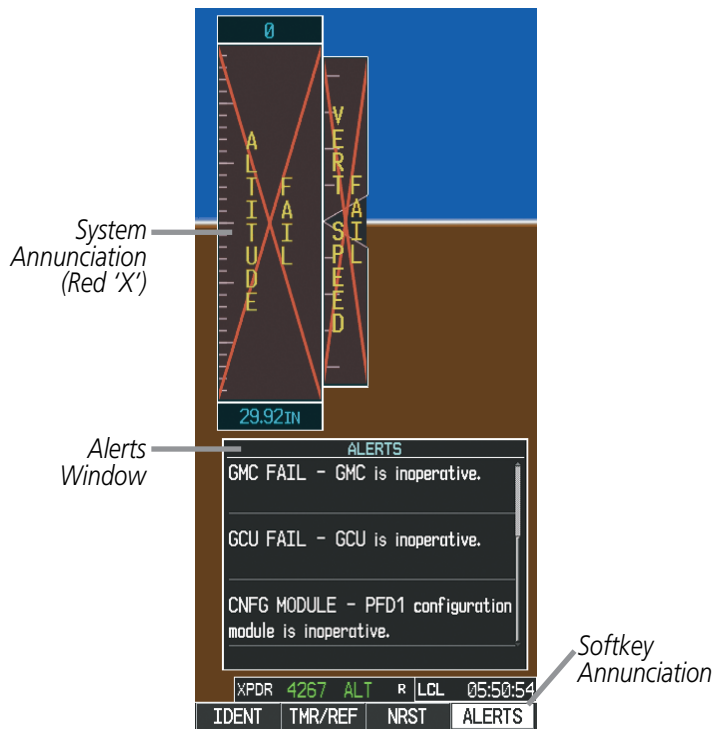 0
ALTITUDE FAIL
VERT SPEED FAIL
System
Annunciation
(Red ‘X’)
29.92IN
Alerts
Window
ALERTS
GMC FAIL – GMC is inoperative.
GCU FAIL – GCU is inoperative.
CNFG MODULE – PFD1 configuration
module is inoperative.
Softkey
Annunciation
XPDR 4267 ALT R LCL 05:50:54
IDENT TMR/REF NRST ALERTS